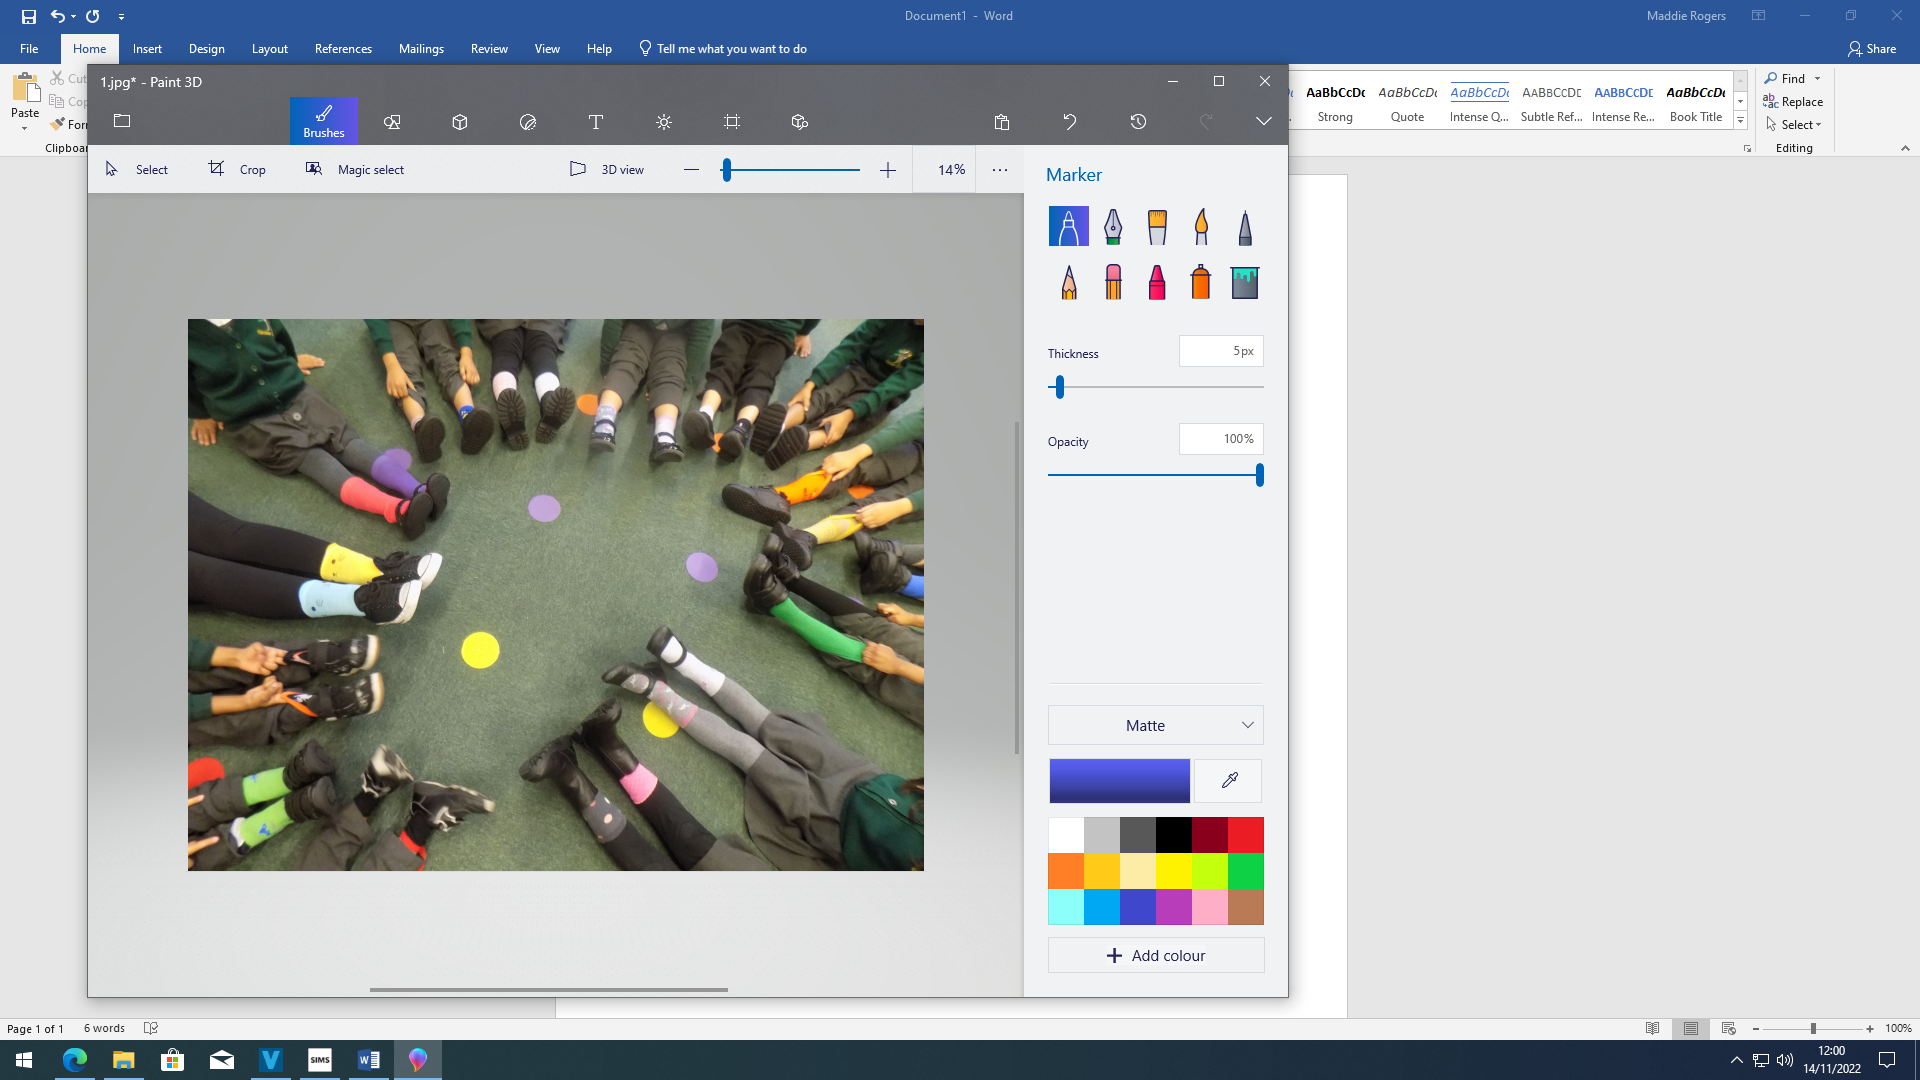 Document1 - Word
Maddie Rogers
File Home Insert Design Layout References Mailings Review View Help Tell me what you want to do Share
1.jpg* - Paint 3D
Paste
Cut
Clipboar
Brushes
AaBbCcDc AaBbCcDc AaBbCcDc AABBCCDE AABBCCDE AaBbCcDc
Strong Quote Intense Q... Subtle Ref... Intense Re... Book Title
Find
Replace
Select
Editing
Select Crop Magic select 3D view 14%
Marker
Thickness 5px
Opacity 100%
Matte
Add colour
Page 1 of 1 6 words 100%
SIMS
12:00
14/11/2022